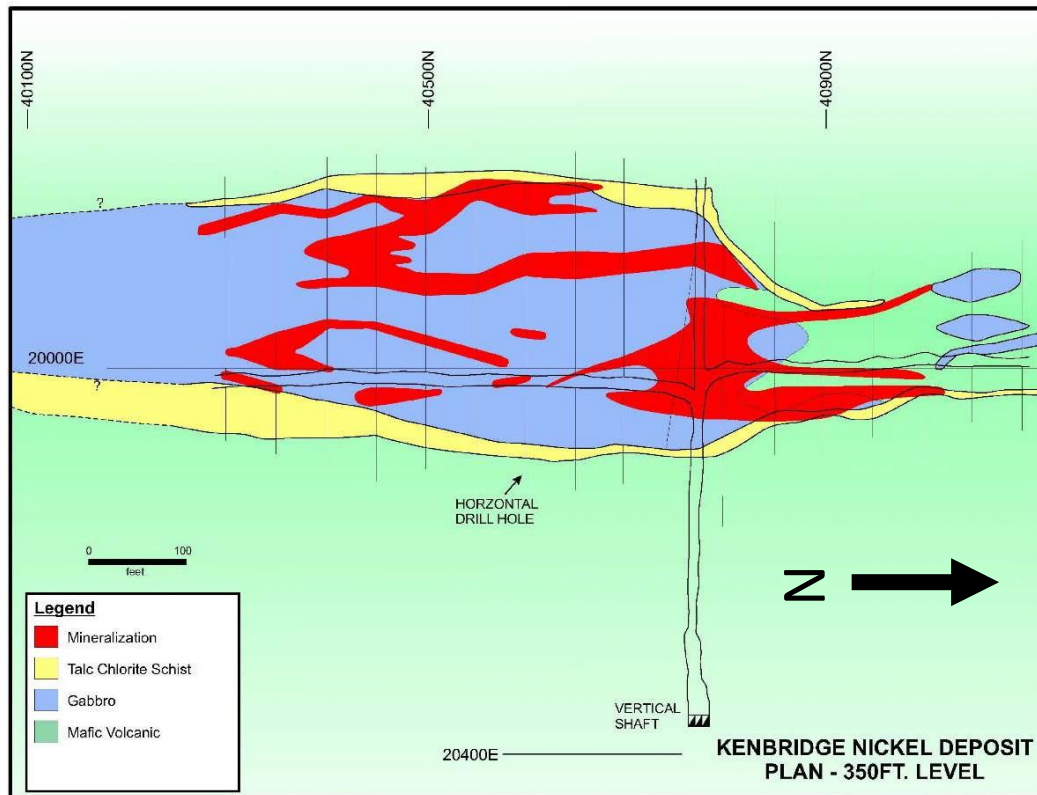 40100N
40500N
40900N
?
20000E
?
HORZONTAL
DRILL HOLE
0 100
feet
N
Legend
Mineralization
Talc Chlorite Schist
Gabbro
Mafic Volcanic
VERTICAL
SHAFT
20400E
KENBRIDGE NICKEL DEPOSIT
PLAN - 350FT. LEVEL